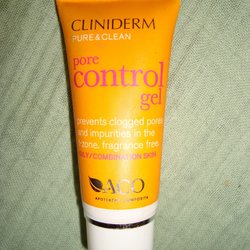 CLINIDERM
PURE & CLEAN
pore
control
gel
prevents clogged pores
and impurities in the
t-zone, fragrance free.
OILY/COMBINATION SKIN
ACO